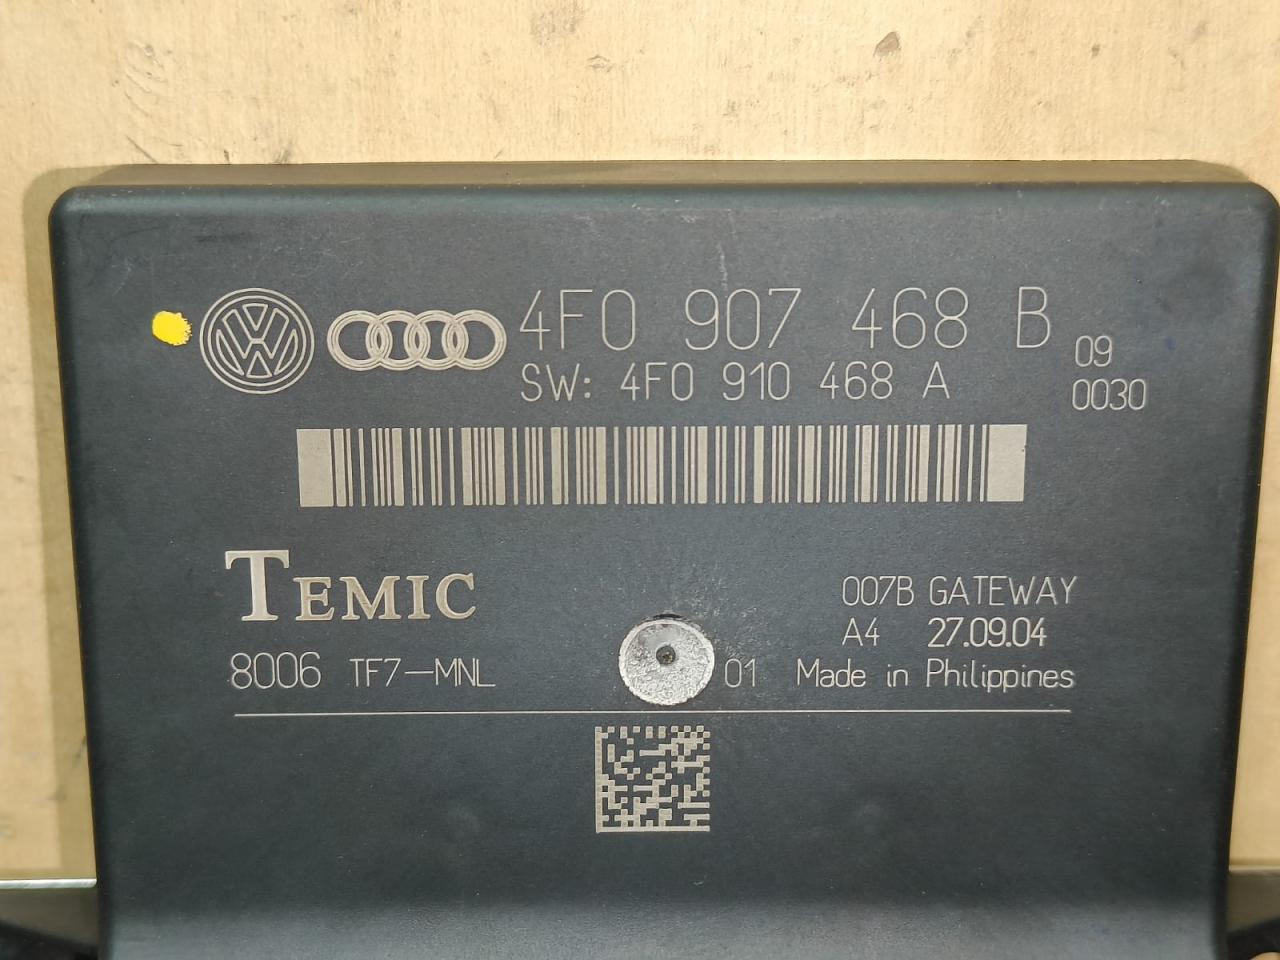 4F0 907 468 B
09
SW: 4F0 910 468 A
0030
TEMIC
007B GATEWAY
A4 27.09.04
8006 TF7-MNL
01 Made in Philippines